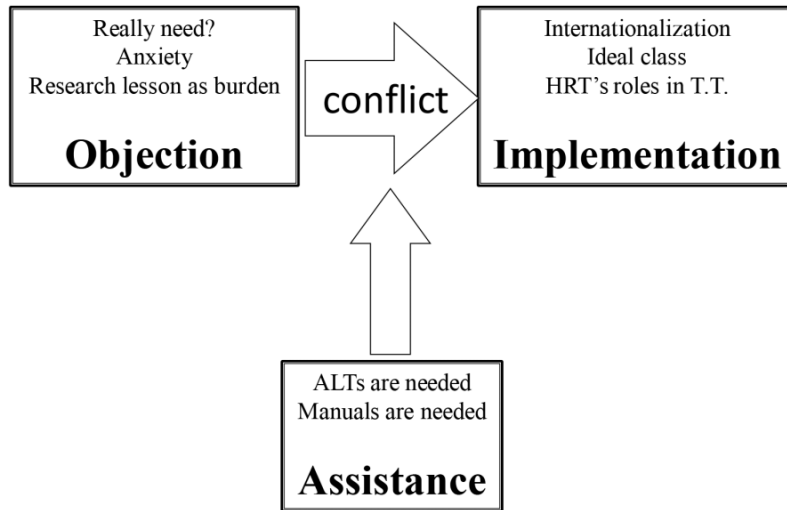 Really need?
Anxiety
Research lesson as burden
Objection
conflict
Internationalization
Ideal class
HRT's roles in T.T.
Implementation
ALTs are needed
Manuals are needed
Assistance